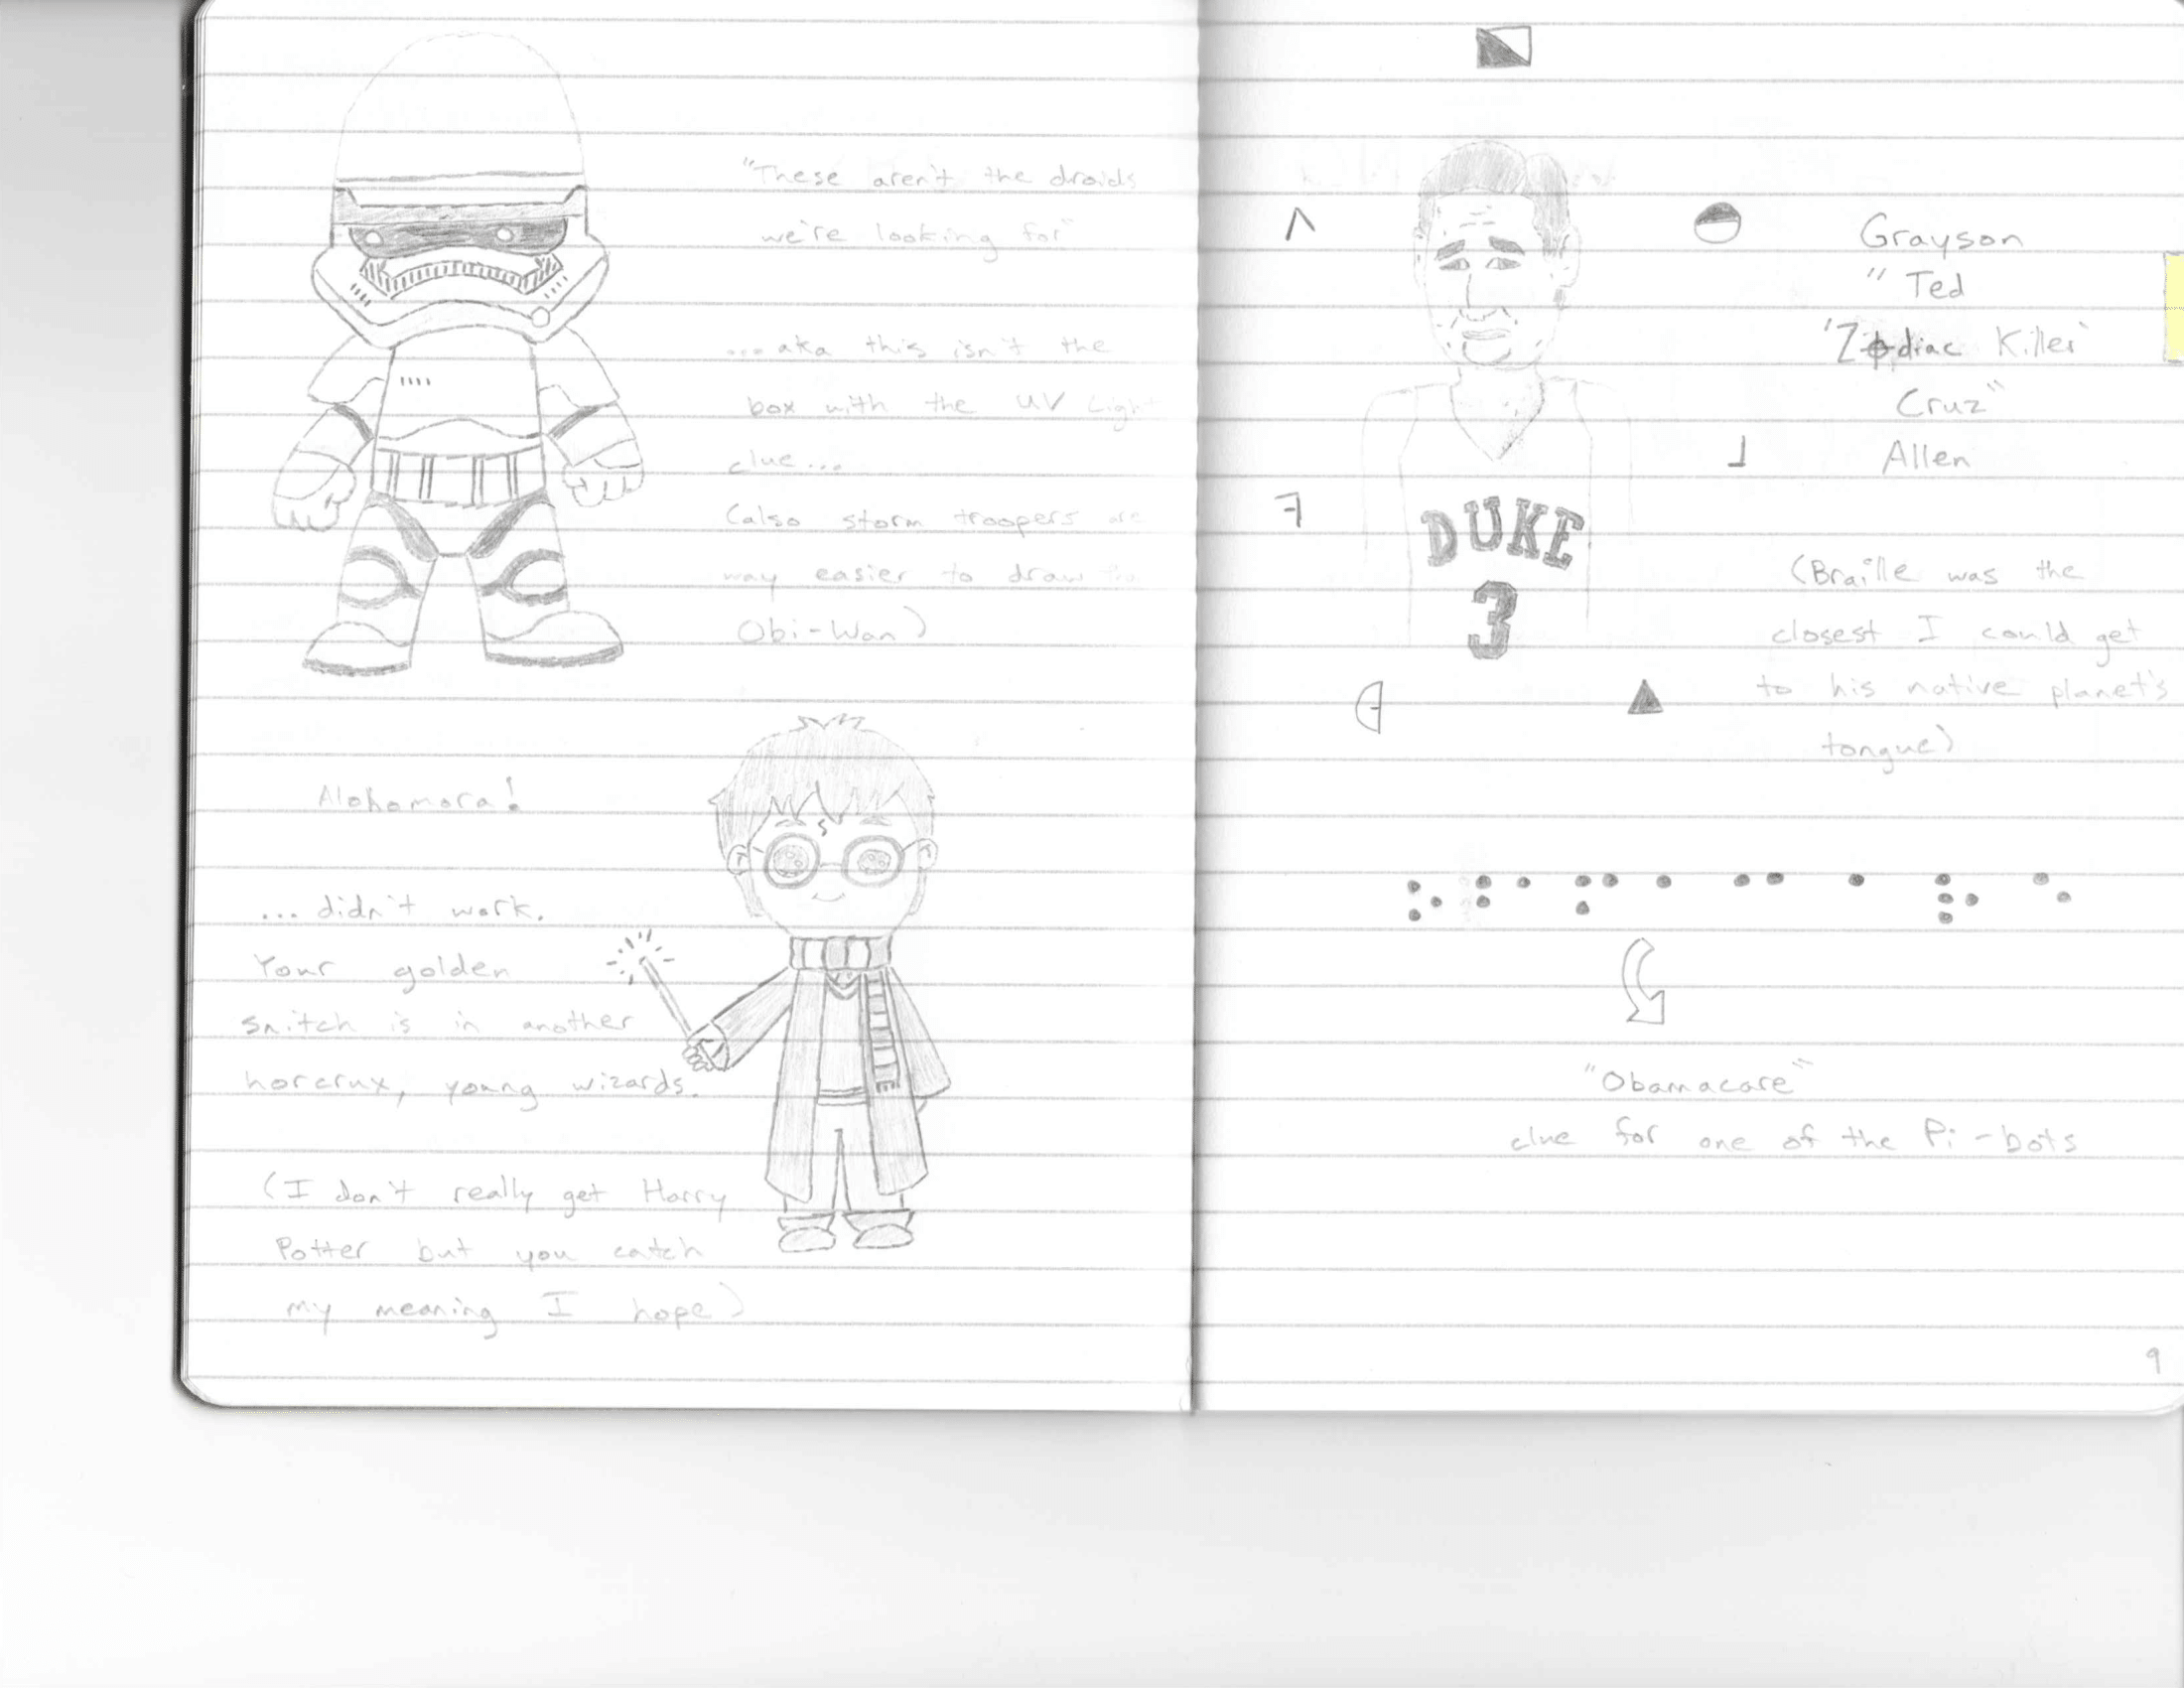 "These aren't the droids
we're looking for"
...aka this isn't the
box with the UV Light
clue...
(also storm troopers are
way easier to draw
Obi-Wan)
Alohomora!
... didn't work.
Your golden
snitch is in another
horcrux, young wizards.
(I don't really get Harry
Potter but you catch
my meaning I hope)
Grayson
"Ted
'Zodiac Killer'
Cruz"
Allen
DUKE
3
(Braille was the
closest I could get
to his native planet's
tongue)
⠕⠃⠁⠍⠁⠉⠁⠗⠑
"Obamacare"
clue for one of the Pi-bots
9